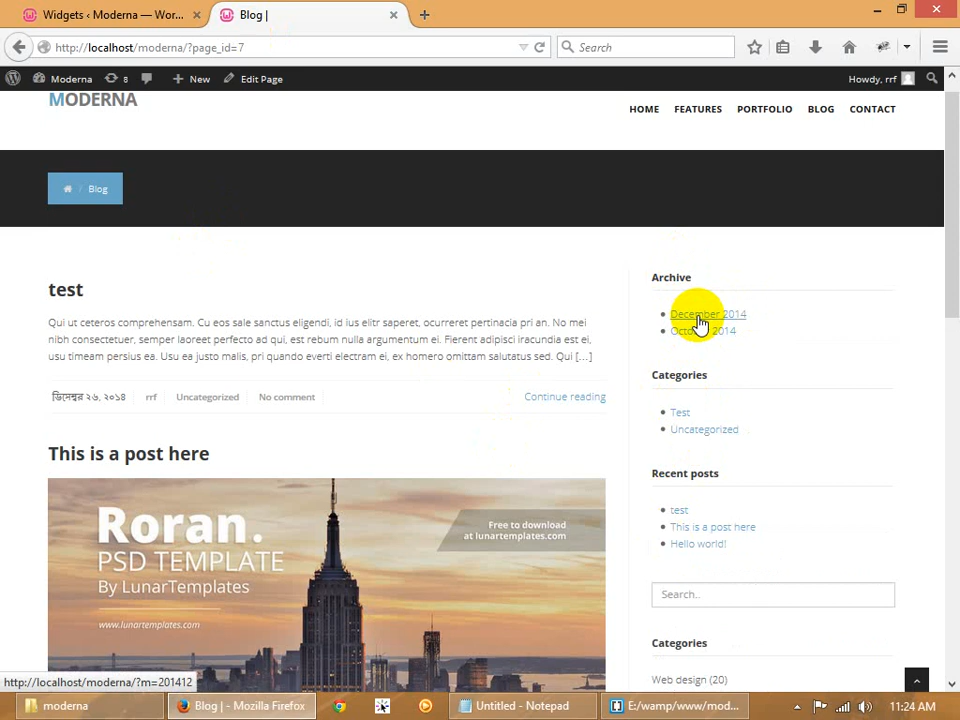 Widgets ‹ Moderna — Wor...
Blog |
http://localhost/moderna/?page_id=7
Search
Moderna
8
New
Edit Page
Howdy, rrf
MODERNA
HOME
FEATURES
PORTFOLIO
BLOG
CONTACT
/ Blog
test
Qui ut ceteros comprehensam. Cu eos sale sanctus eligendi, id ius elitr saperet, ocurreret pertinacia pri an. No mei
nibh consectetuer, semper laoreet perfecto ad qui, est rebum nulla argumentum ei. Fierent adipisci iracundia est ei,
usu timeam persius ea. Usu ea justo malis, pri quando everti electram ei, ex homero omittam salutatus sed. Qui […]
ডিসেম্বর ২৬, ২০১৪
rrf
Uncategorized
No comment
Continue reading
This is a post here
Roran.
PSD TEMPLATE
By LunarTemplates
www.lunartemplates.com
Free to download
at lunartemplates.com
Archive
December 2014
October 2014
Categories
Test
Uncategorized
Recent posts
test
This is a post here
Hello world!
Search..
Categories
Web design (20)
http://localhost/moderna/?m=201412
moderna
Blog | - Mozilla Firefox
Untitled - Notepad
E:/wamp/www/mod...
11:24 AM